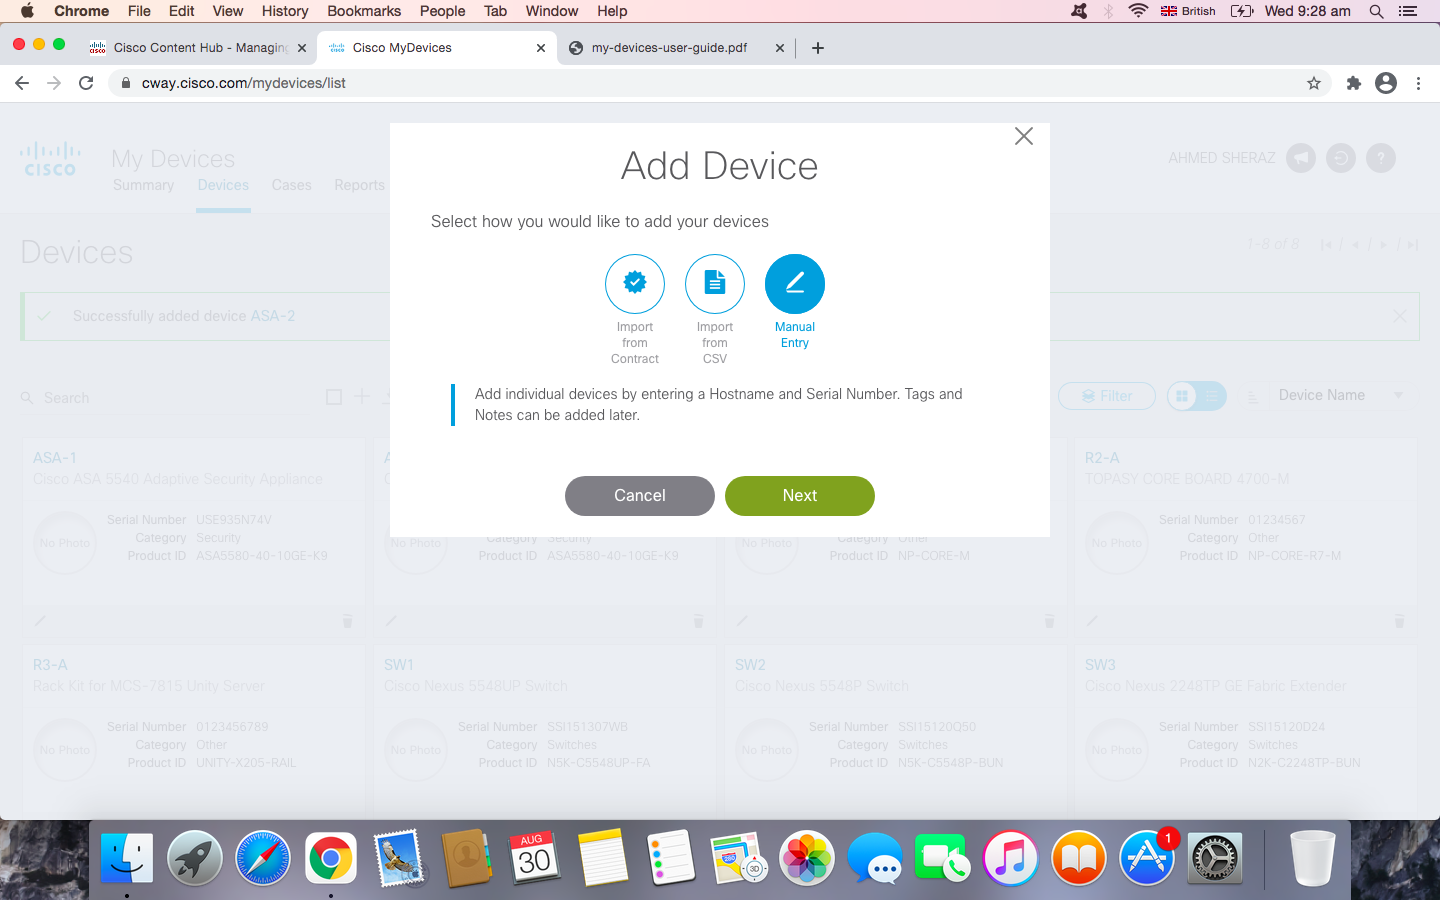 Chrome File Edit View History Bookmarks People Tab Window Help British Wed 9:28 am
Cisco Content Hub - Managing Cisco MyDevices my-devices-user-guide.pdf
cway.cisco.com/mydevices/list
CISCO
My Devices
Summary Devices Cases Reports
AHMED SHERAZ
Devices
1-8 of 8
Successfully added device ASA-2
Search
Filter
Device Name
Add Device
Select how you would like to add your devices
Import
from
Contract
Import
from
CSV
Manual
Entry
Add individual devices by entering a Hostname and Serial Number. Tags and
Notes can be added later.
Cancel Next
ASA-1
Cisco ASA 5540 Adaptive Security Appliance
No Photo
Serial Number USE935N74V
Category Security
Product ID ASA5580-40-10GE-K9
No Photo
Category Security
Product ID ASA5580-40-10GE-K9
No Photo
Category Other
Product ID NP-CORE-M
R2-A
TOPASY CORE BOARD 4700-M
No Photo
Serial Number 01234567
Category Other
Product ID NP-CORE-R7-M
R3-A
Rack Kit for MCS-7815 Unity Server
No Photo
Serial Number 0123456789
Category Other
Product ID UNITY-X205-RAIL
SW1
Cisco Nexus 5548UP Switch
No Photo
Serial Number SSI151307WB
Category Switches
Product ID N5K-C5548UP-FA
SW2
Cisco Nexus 5548P Switch
No Photo
Serial Number SSI15120Q50
Category Switches
Product ID N5K-C5548P-BUN
SW3
Cisco Nexus 2248TP GE Fabric Extender
No Photo
Serial Number SSI15120D24
Category Switches
Product ID N2K-C2248TP-BUN
AUG
30
280
3D
1